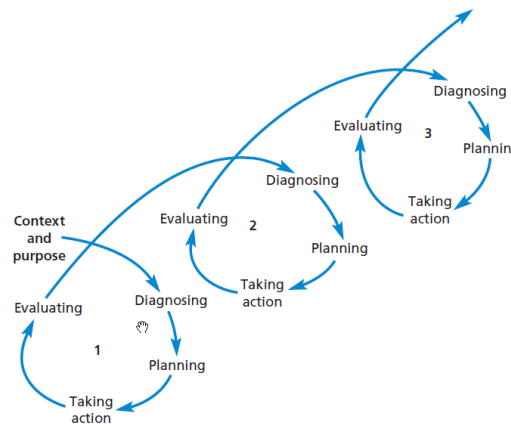 Diagnosing
Evaluating
3
Plannin
Taking
action
Diagnosing
Evaluating
2
Planning
Taking
action
Context
and
purpose
Diagnosing
Evaluating
1
Planning
Taking
action